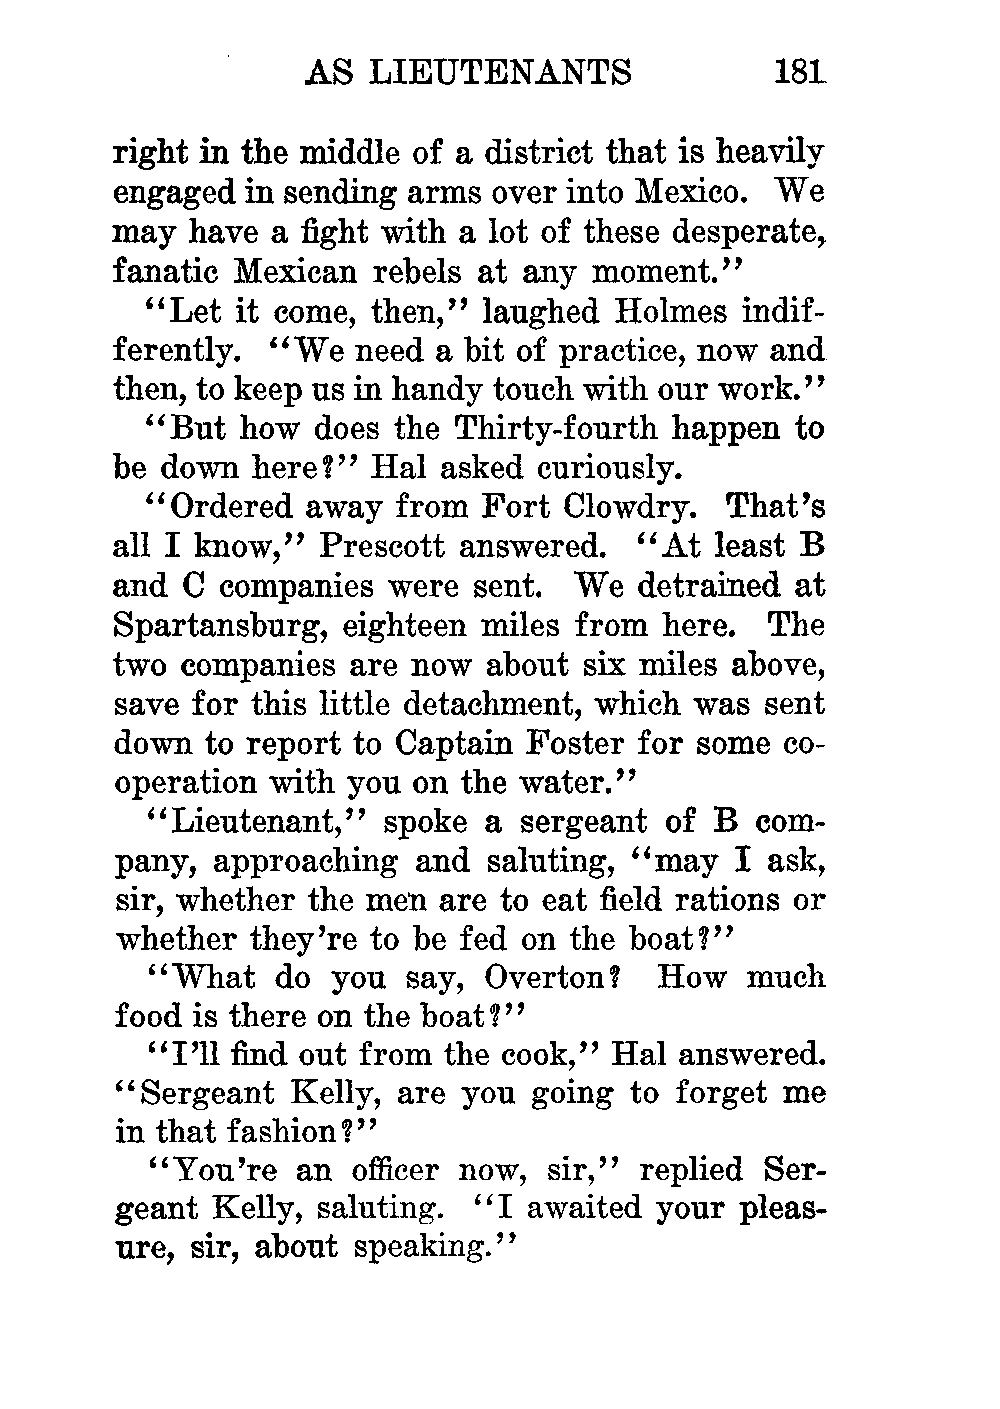 AS LIEUTENANTS 181
right in the middle of a district that is heavily
engaged in sending arms over into Mexico. We
may have a fight with a lot of these desperate,
fanatic Mexican rebels at any moment."
"Let it come, then," laughed Holmes indif-
ferently. "We need a bit of practice, now and
then, to keep us in handy touch with our work."
"But how does the Thirty-fourth happen to
be down here?" Hal asked curiously.
"Ordered away from Fort Clowdry. That's
all I know," Prescott answered. "At least B
and C companies were sent. We detrained at
Spartansburg, eighteen miles from here. The
two companies are now about six miles above,
save for this little detachment, which was sent
down to report to Captain Foster for some co-
operation with you on the water."
"Lieutenant," spoke a sergeant of B com-
pany, approaching and saluting, "may I ask,
sir, whether the men are to eat field rations or
whether they're to be fed on the boat?"
"What do you say, Overton? How much
food is there on the boat?"
"I'll find out from the cook," Hal answered.
"Sergeant Kelly, are you going to forget me
in that fashion?"
"You're an officer now, sir," replied Ser-
geant Kelly, saluting. "I awaited your pleas-
ure, sir, about speaking."